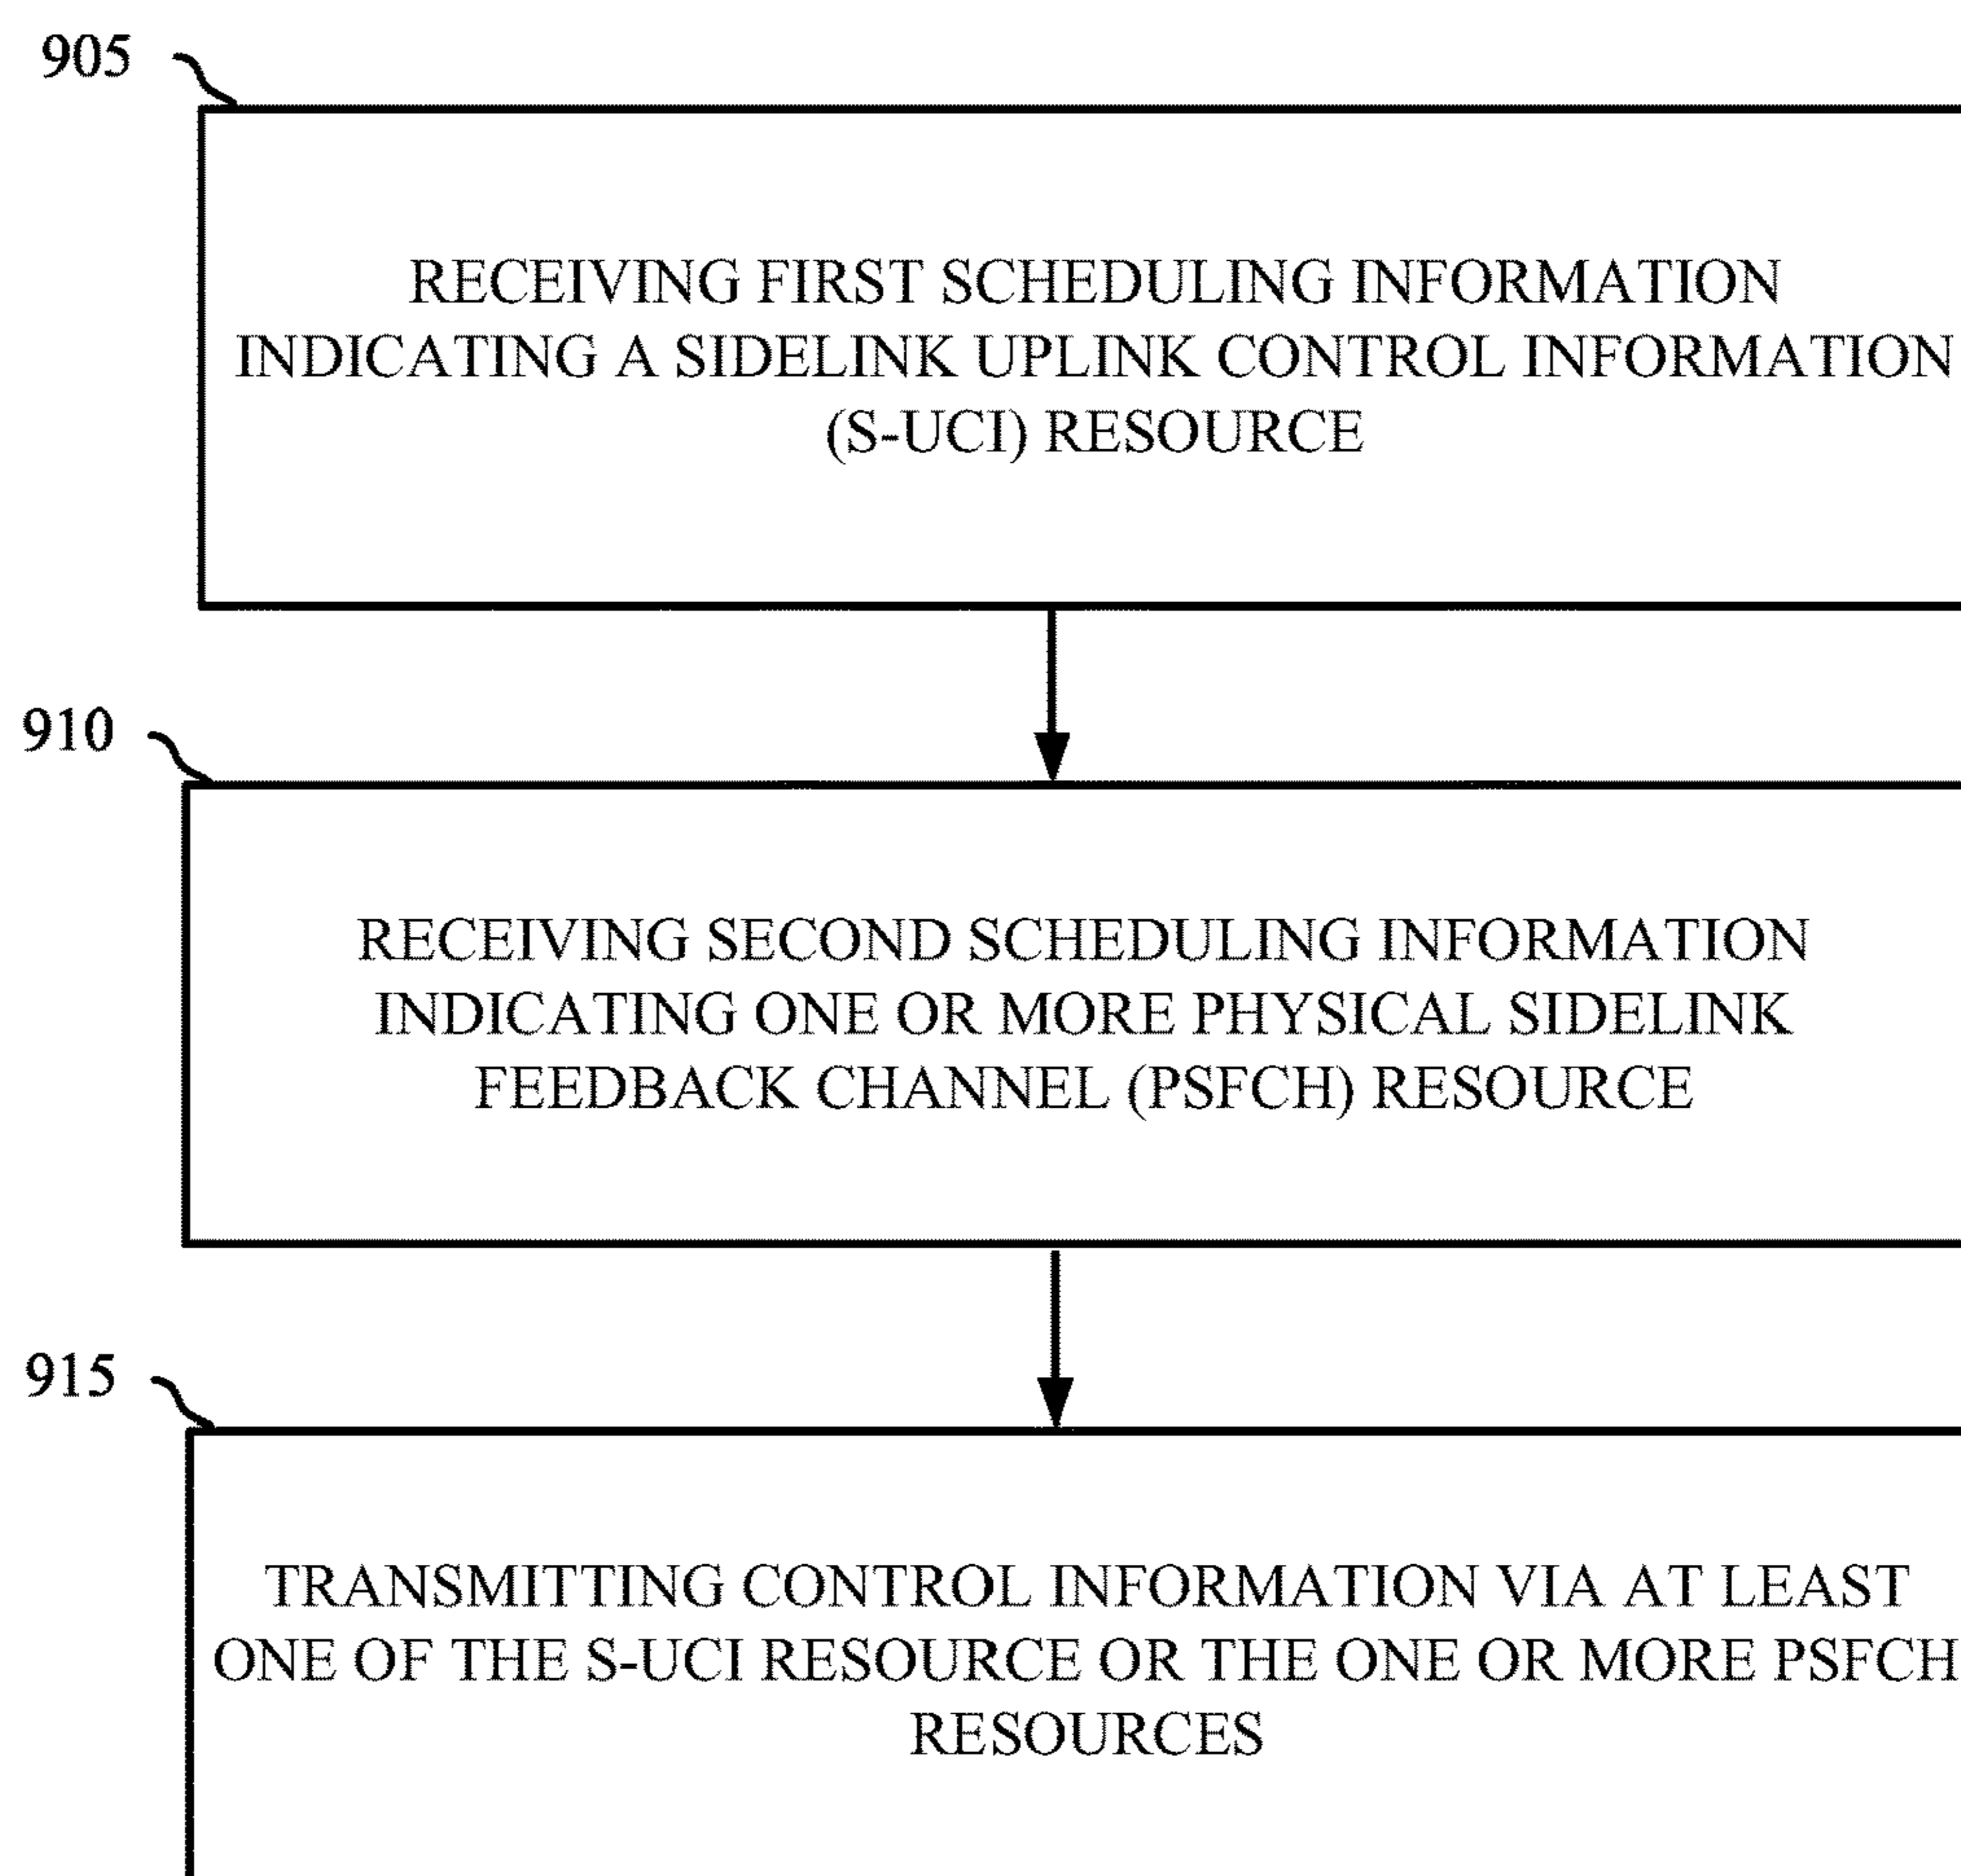 905
RECEIVING FIRST SCHEDULING INFORMATION
INDICATING A SIDELINK UPLINK CONTROL INFORMATION
(S-UCI) RESOURCE
910
RECEIVING SECOND SCHEDULING INFORMATION
INDICATING ONE OR MORE PHYSICAL SIDELINK
FEEDBACK CHANNEL (PSFCH) RESOURCE
915
TRANSMITTING CONTROL INFORMATION VIA AT LEAST
ONE OF THE S-UCI RESOURCE OR THE ONE OR MORE PSFCH
RESOURCES